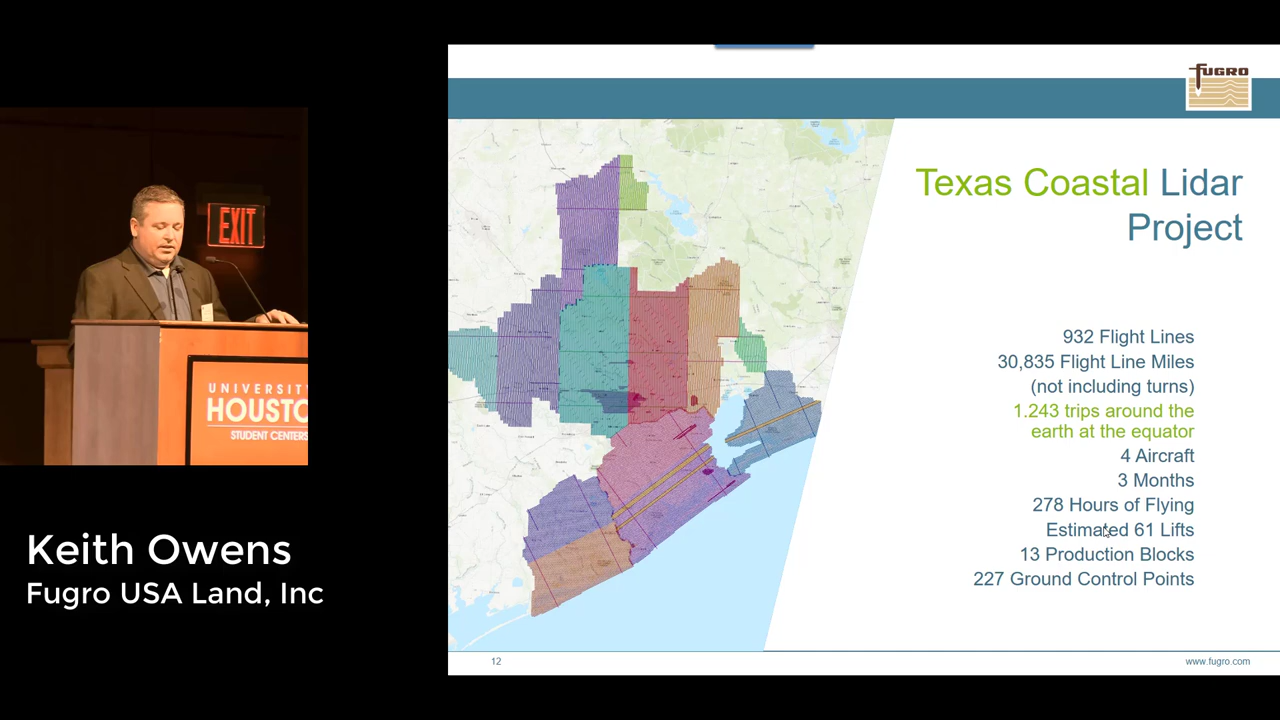 FUGRO
Texas Coastal Lidar
Project
932 Flight Lines
30,835 Flight Line Miles
(not including turns)
1.243 trips around the
earth at the equator
4 Aircraft
3 Months
278 Hours of Flying
Estimated 61 Lifts
13 Production Blocks
227 Ground Control Points
12
www.fugro.com
EXIT
UNIVERSITY
HOUSTO
STUDENT CENTERS
Keith Owens
Fugro USA Land, Inc